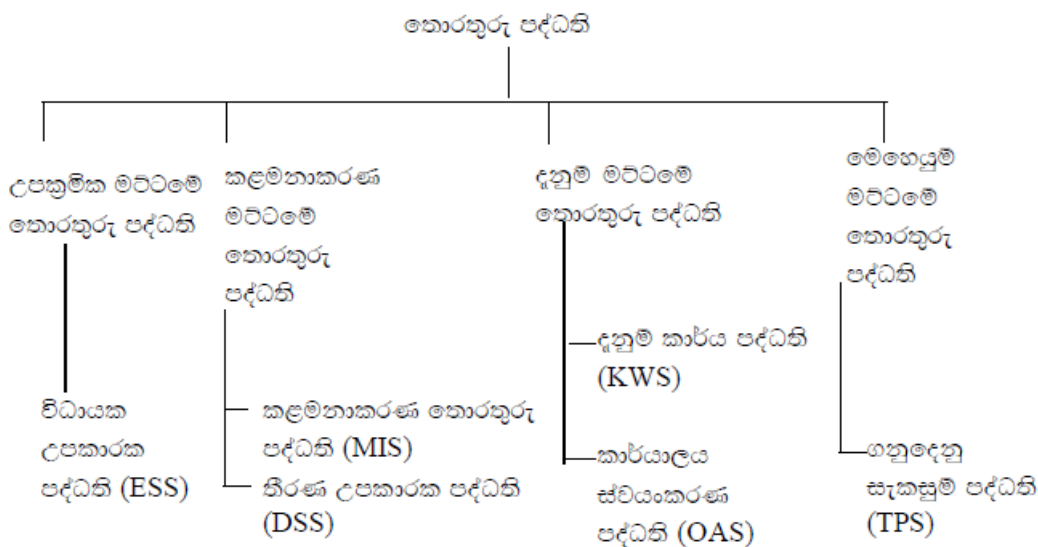 තොරතුරු පද්ධති
උපක්‍රමික මට්ටමේ
තොරතුරු පද්ධති
කළමනාකරණ
මට්ටමේ
තොරතුරු
පද්ධති
දැනුම් මට්ටමේ
තොරතුරු පද්ධති
මෙහෙයුම්
මට්ටමේ
තොරතුරු
පද්ධති
විධායක
උපකාරක
පද්ධති (ESS)
කළමනාකරණ තොරතුරු
පද්ධති (MIS)
තීරණ උපකාරක පද්ධති
(DSS)
දැනුම් කාර්ය පද්ධති
(KWS)
කාර්යාලය
ස්වයංකරණ
පද්ධති (OAS)
ගනුදෙනු
සැකසුම් පද්ධති
(TPS)